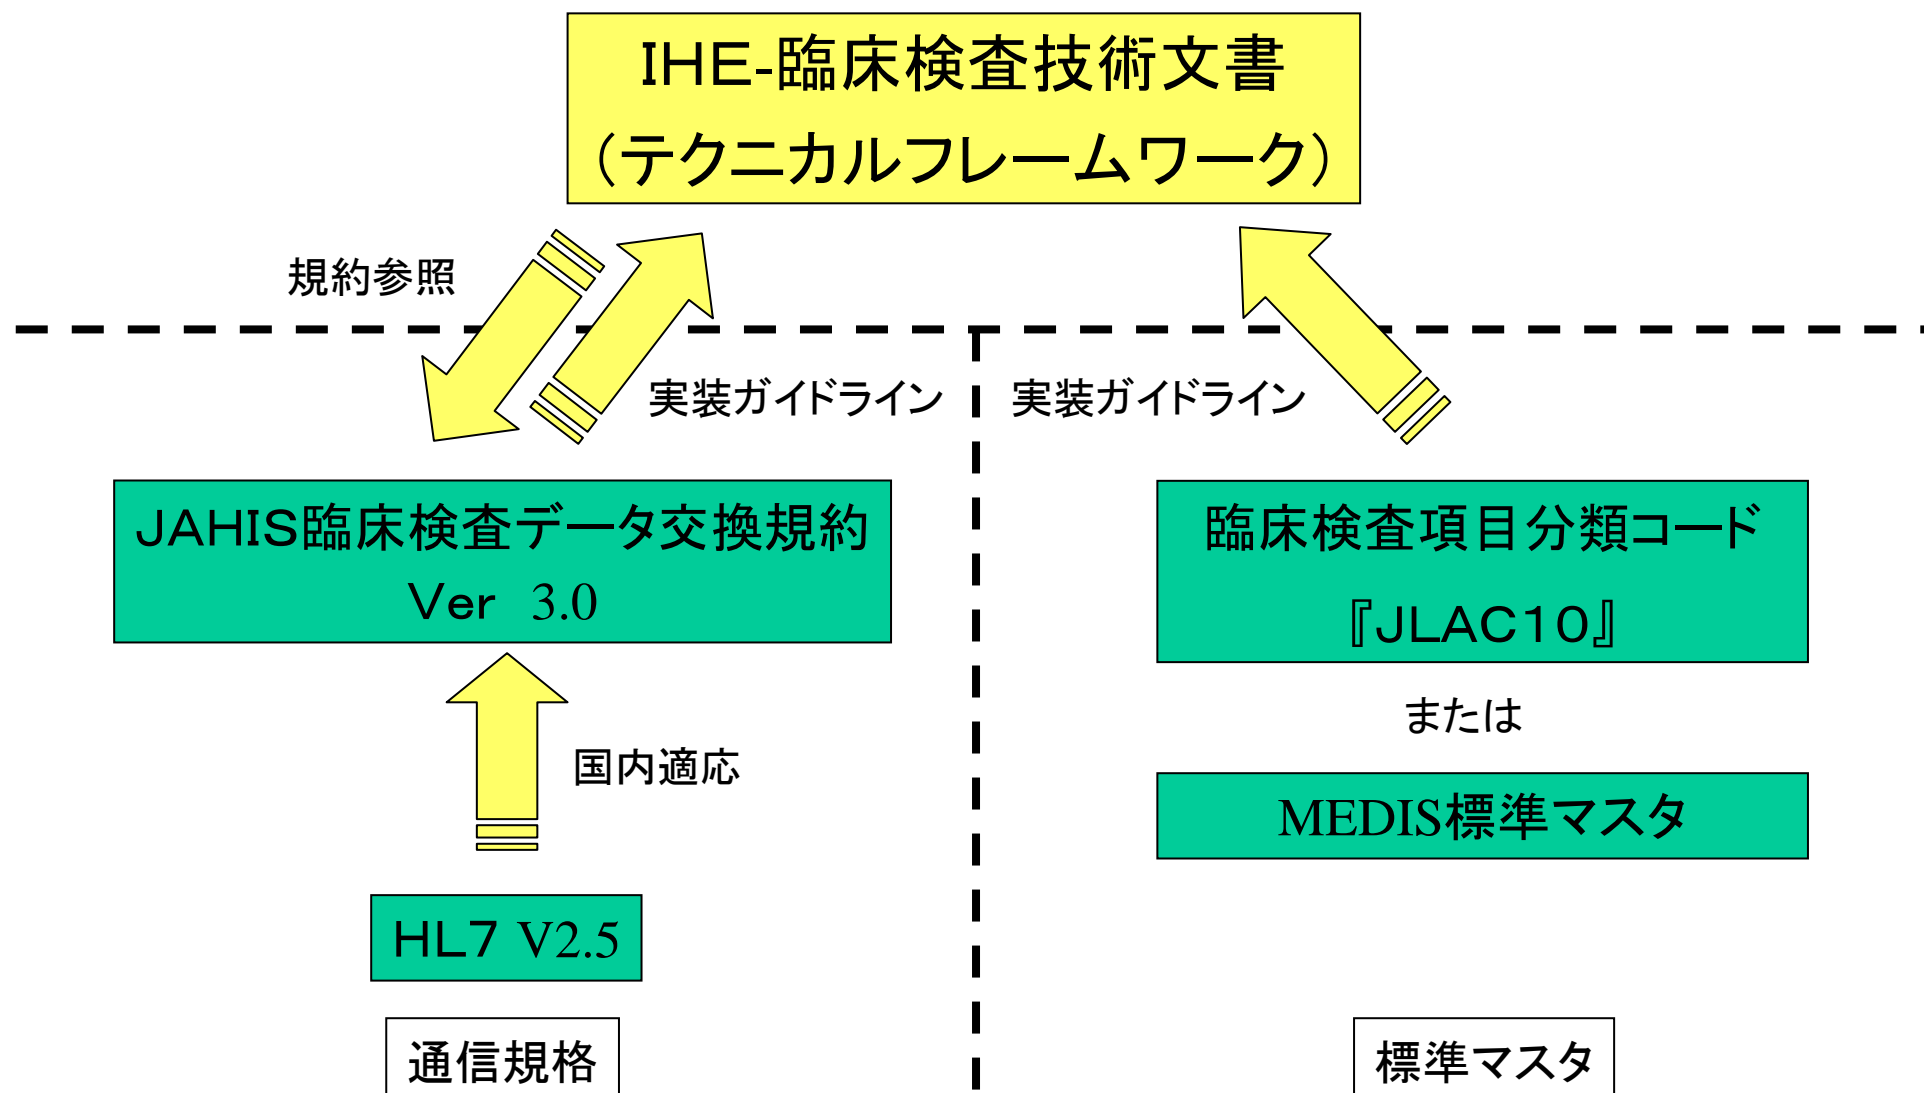 IHE-臨床検査技術文書
（テクニカルフレームワーク）
規約参照
実装ガイドライン
実装ガイドライン
JAHIS臨床検査データ交換規約
Ver 3.0
臨床検査項目分類コード
『JLAC10』
または
国内適応
MEDIS標準マスタ
HL7 V2.5
通信規格
標準マスタ